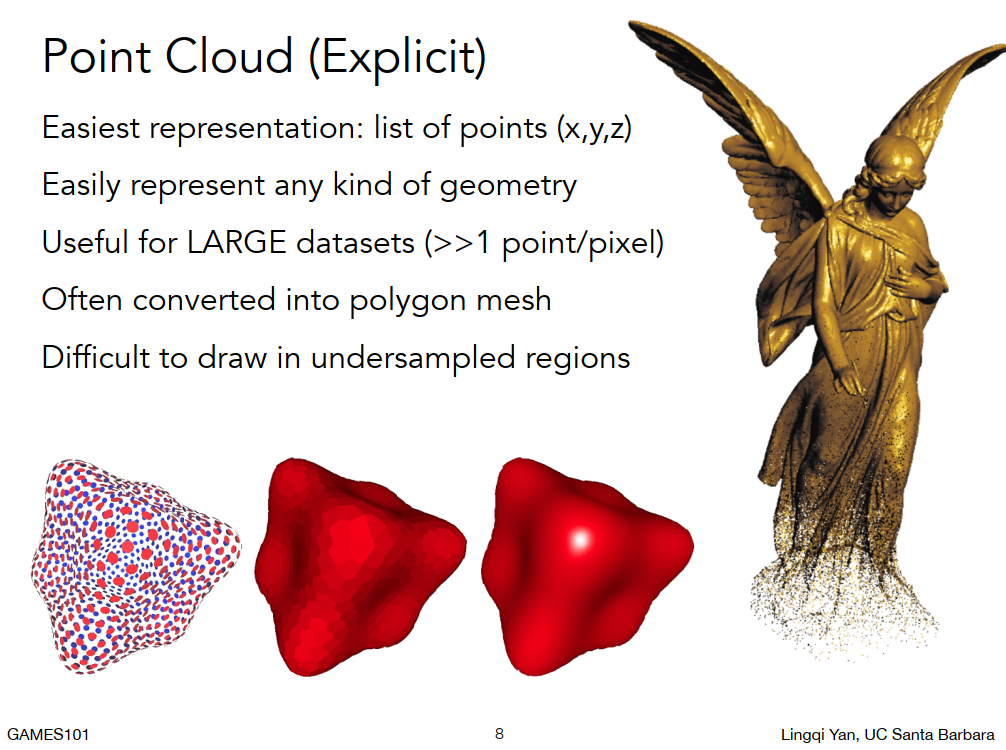 Point Cloud (Explicit)
Easiest representation: list of points (x,y,z)
Easily represent any kind of geometry
Useful for LARGE datasets (>>1 point/pixel)
Often converted into polygon mesh
Difficult to draw in undersampled regions
GAMES101
8
Lingqi Yan, UC Santa Barbara